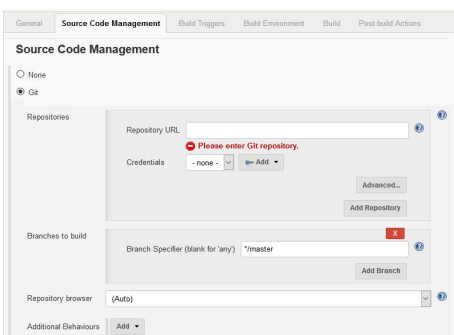 General Source Code Management Build Triggers Build Environment Build Post-build Actions
Source Code Management
None
Git
Repositories
Repository URL
Please enter Git repository.
Credentials - none - Add
Advanced...
Add Repository
Branches to build X
Branch Specifier (blank for 'any') */master
Add Branch
Repository browser (Auto)
Additional Behaviours Add